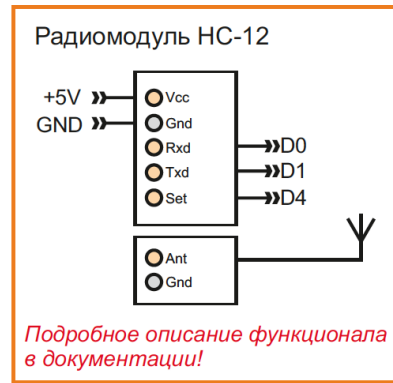 Радиомодуль HC-12
+5V Vcc
GND Gnd
Rxd D0
Txd D1
Set D4
Ant
Gnd
Подробное описание функционала
в документации!